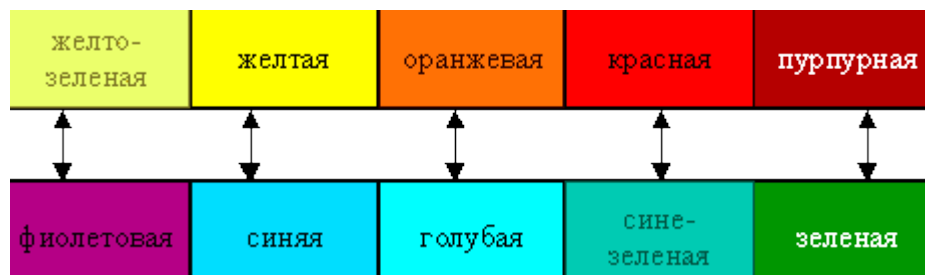 желто-
зеленая
желтая
оранжевая
красная
пурпурная
фиолетовая
синяя
голубая
сине-
зеленая
зеленая